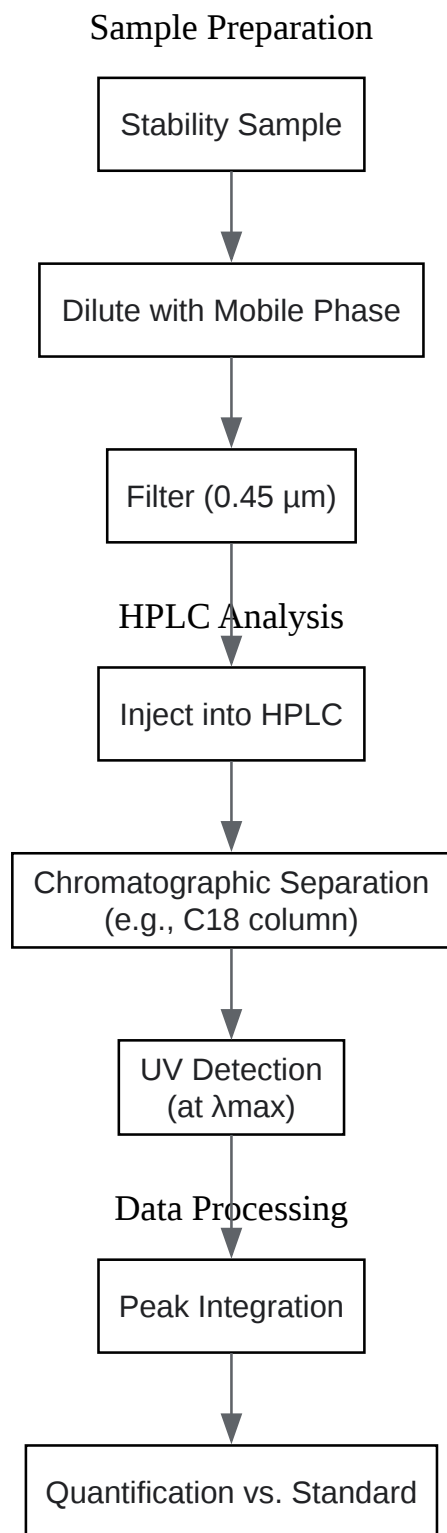 Sample Preparation
Stability Sample
Dilute with Mobile Phase
Filter (0.45 µm)
HPLC Analysis
Inject into HPLC
Chromatographic Separation
(e.g., C18 column)
UV Detection
(at λmax)
Data Processing
Peak Integration
Quantification vs. Standard